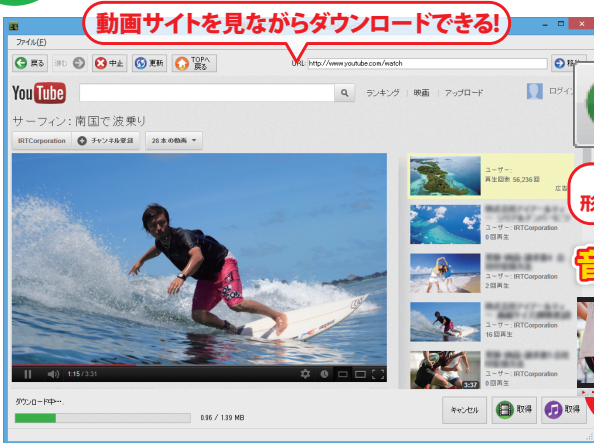 動画サイトを見ながらダウンロードできる!
ファイル(F)
戻る 進む 中止 更新 TOPへ戻る URL: http://www.youtube.com/watch
You Tube ランキング 映画 アップロード ログイン
サーフィン:南国で波乗り
IRTCorporation チャンネル登録 28 本の動画
ユーザー:
再生回数 56,236 回
広告
ユーザー: IRTCorporation
0 回再生
ユーザー: IRTCorporation
2 回再生
ユーザー: IRTCorporation
16 回再生
3:37
ユーザー: IRTCorporation
0 回再生
形
音
1:15 / 3:31
ダウンロード中…
0.96 / 1.39 MB
キャンセル 取得 取得